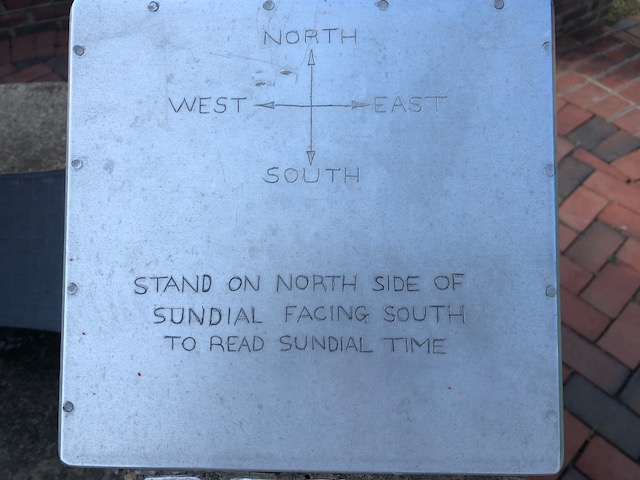 NORTH
WEST EAST
SOUTH
STAND ON NORTH SIDE OF
SUNDIAL FACING SOUTH
TO READ SUNDIAL TIME